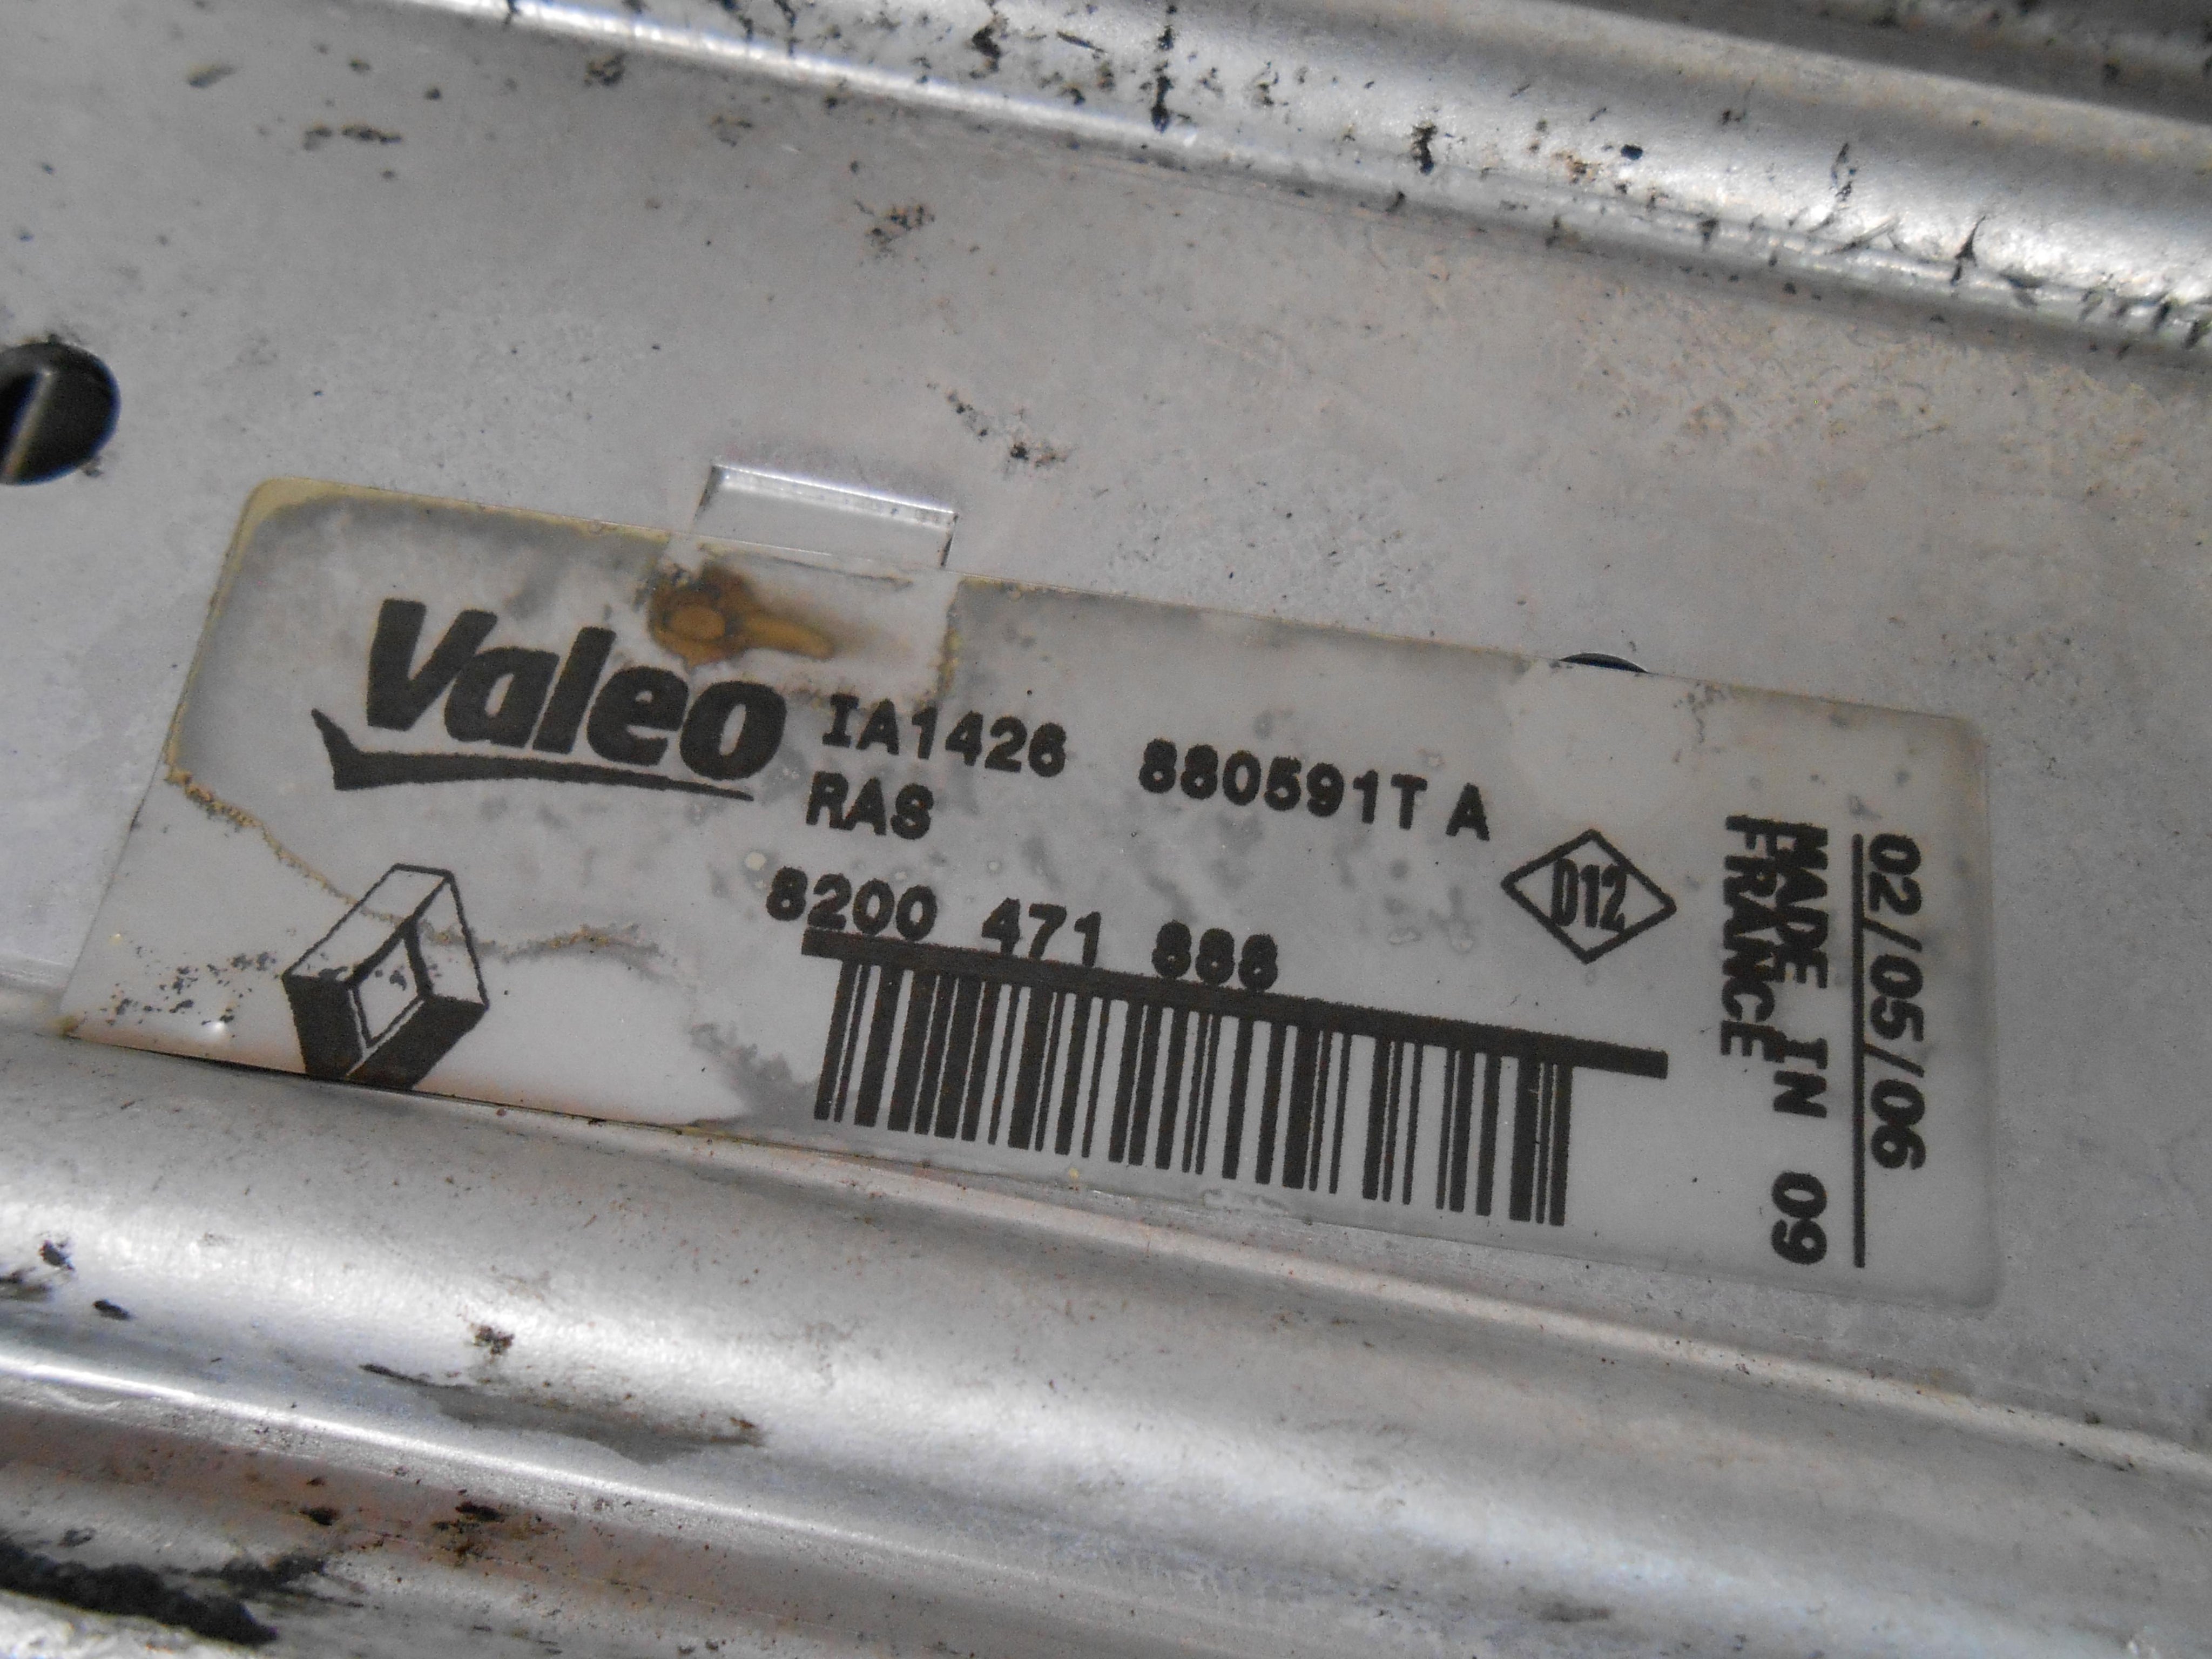 Valeo
IA1426 880591T A
RAS
8200 471 888
D12
MADE IN 09
FRANCE
02/05/06